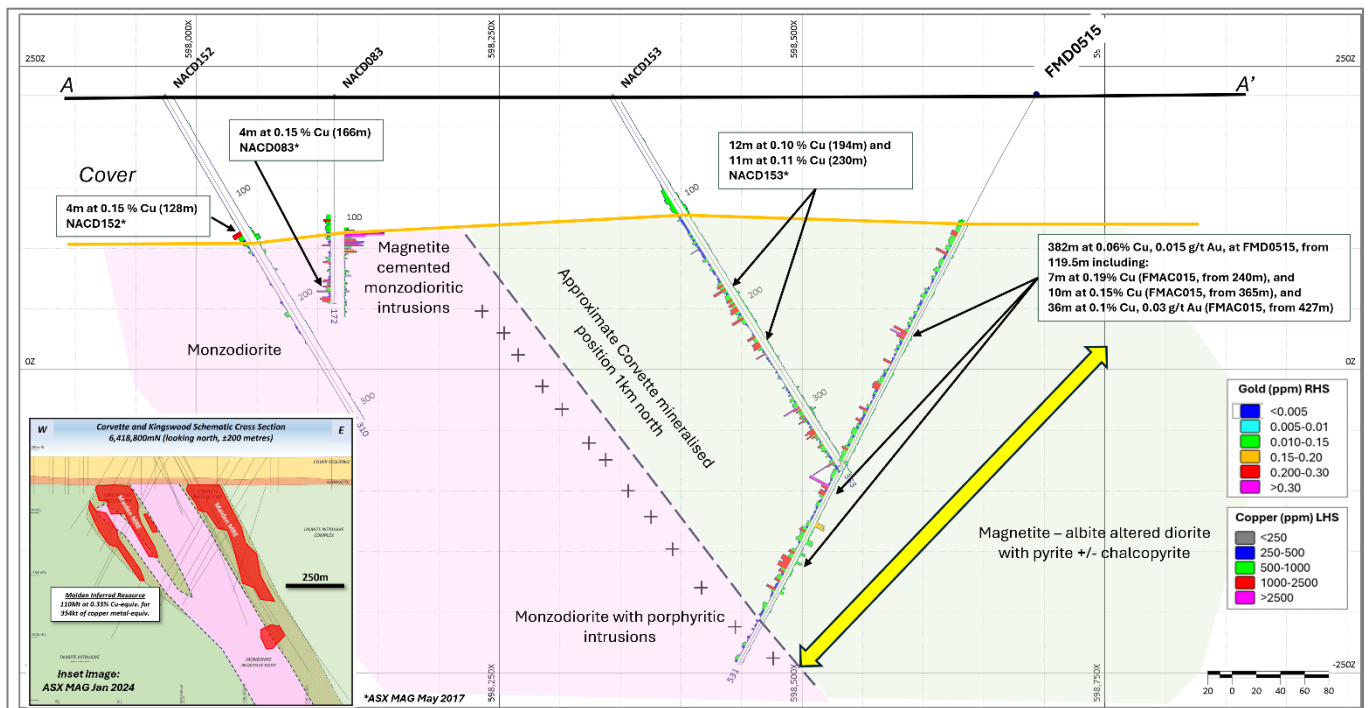 598,000X
598,250X
598,500X
250Z
250Z
A
A'
NACD152
NACD083
NACD153
FMD0515
4m at 0.15 % Cu (166m)
NACD083*
12m at 0.10 % Cu (194m) and
11m at 0.11 % Cu (230m)
NACD153*
Cover
4m at 0.15 % Cu (128m)
NACD152*
100
100
100
382m at 0.06% Cu, 0.015 g/t Au, at FMD0515, from
119.5m including:
7m at 0.19% Cu (FMAC015, from 240m), and
10m at 0.15% Cu (FMAC015, from 365m), and
36m at 0.1% Cu, 0.03 g/t Au (FMAC015, from 427m)
Magnetite
cemented
monzodioritic
intrusions
Approximate Corvette mineralised
position 1km north
200
200
172
Monzodiorite
0Z
0Z
300
300
310
Gold (ppm) RHS
<0.005
0.005-0.01
0.010-0.15
0.15-0.20
0.200-0.30
>0.30
Copper (ppm) LHS
<250
250-500
500-1000
1000-2500
>2500
Magnetite – albite altered diorite
with pyrite +/- chalcopyrite
Monzodiorite with porphyritic
intrusions
531
W
Corvette and Kingswood Schematic Cross Section
6,418,800mN (looking north, ±200 metres)
E
COVER SEQUENCE
Maiden MRE
Maiden MRE
DIORITE INTRUSIVE
COMPLEX
250m
Maiden Inferred Resource
110Mt at 0.33% Cu-equiv. for
354kt of copper metal-equiv.
Inset image:
ASX MAG Jan 2024
*ASX MAG May 2017
-250Z
-250Z
598,250X
598,500X
598,750X
20 0 20 40 60 80